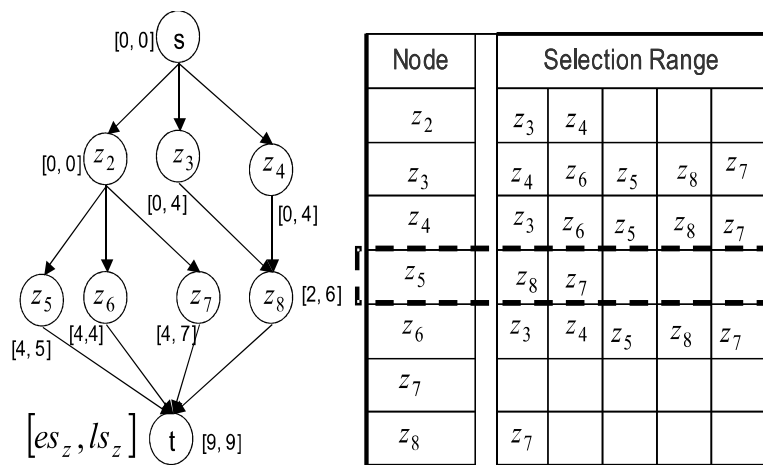 [0, 0] s
z2 z3 z4
[0, 0]
[0, 4] [0, 4]
z5 z6 z7 z8 [2, 6]
[4, 5] [4,4] [4, 7]
[es_z, ls_z] t [9, 9]
Node Selection Range
z2 z3 z4
z3 z4 z6 z5 z8 z7
z4 z3 z6 z5 z8 z7
z5 z8 z7
z6 z3 z4 z5 z8 z7
z7
z8 z7